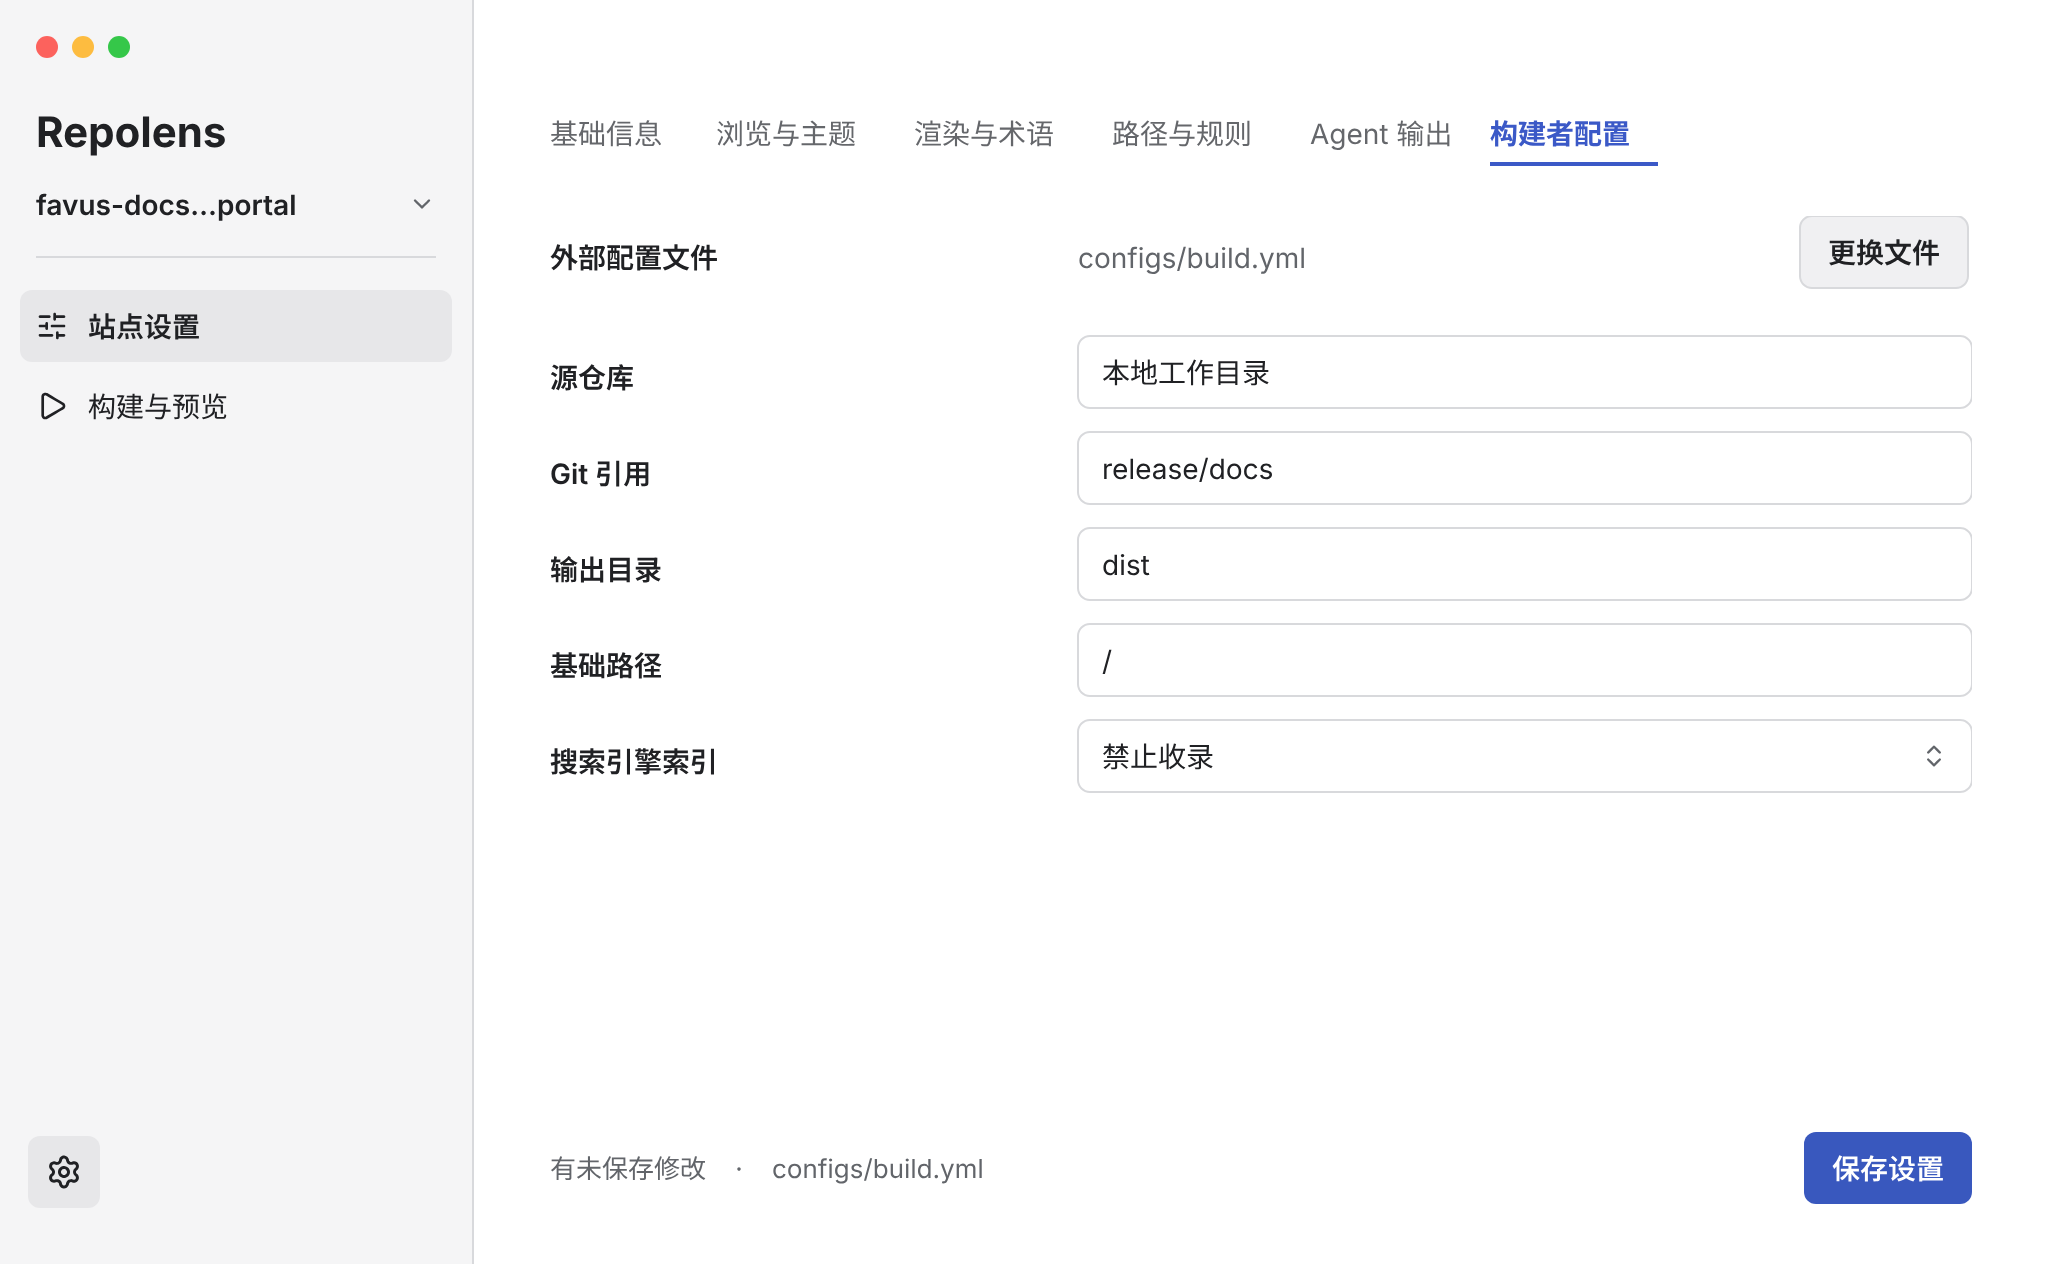 Repolens
favus-docs...portal
站点设置
构建与预览
基础信息 浏览与主题 渲染与术语 路径与规则 Agent 输出 构建者配置
外部配置文件 configs/build.yml 更换文件
源仓库 本地工作目录
Git 引用 release/docs
输出目录 dist
基础路径 /
搜索引擎索引 禁止收录
有未保存修改 · configs/build.yml 保存设置